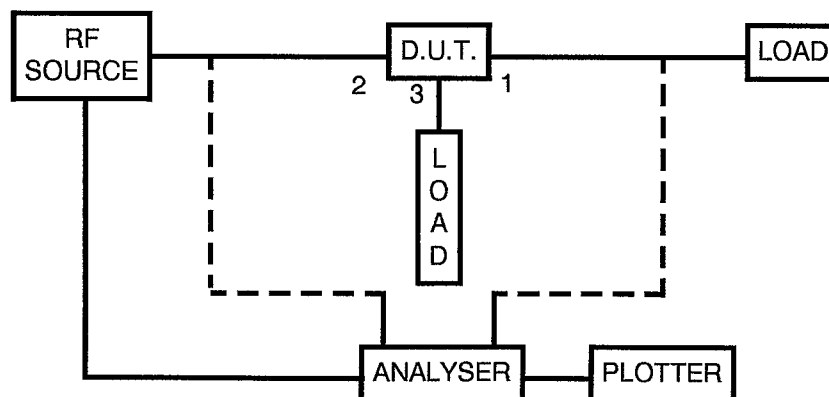 RF
SOURCE
D.U.T.
LOAD
2
3
1
L
O
A
D
ANALYSER
PLOTTER